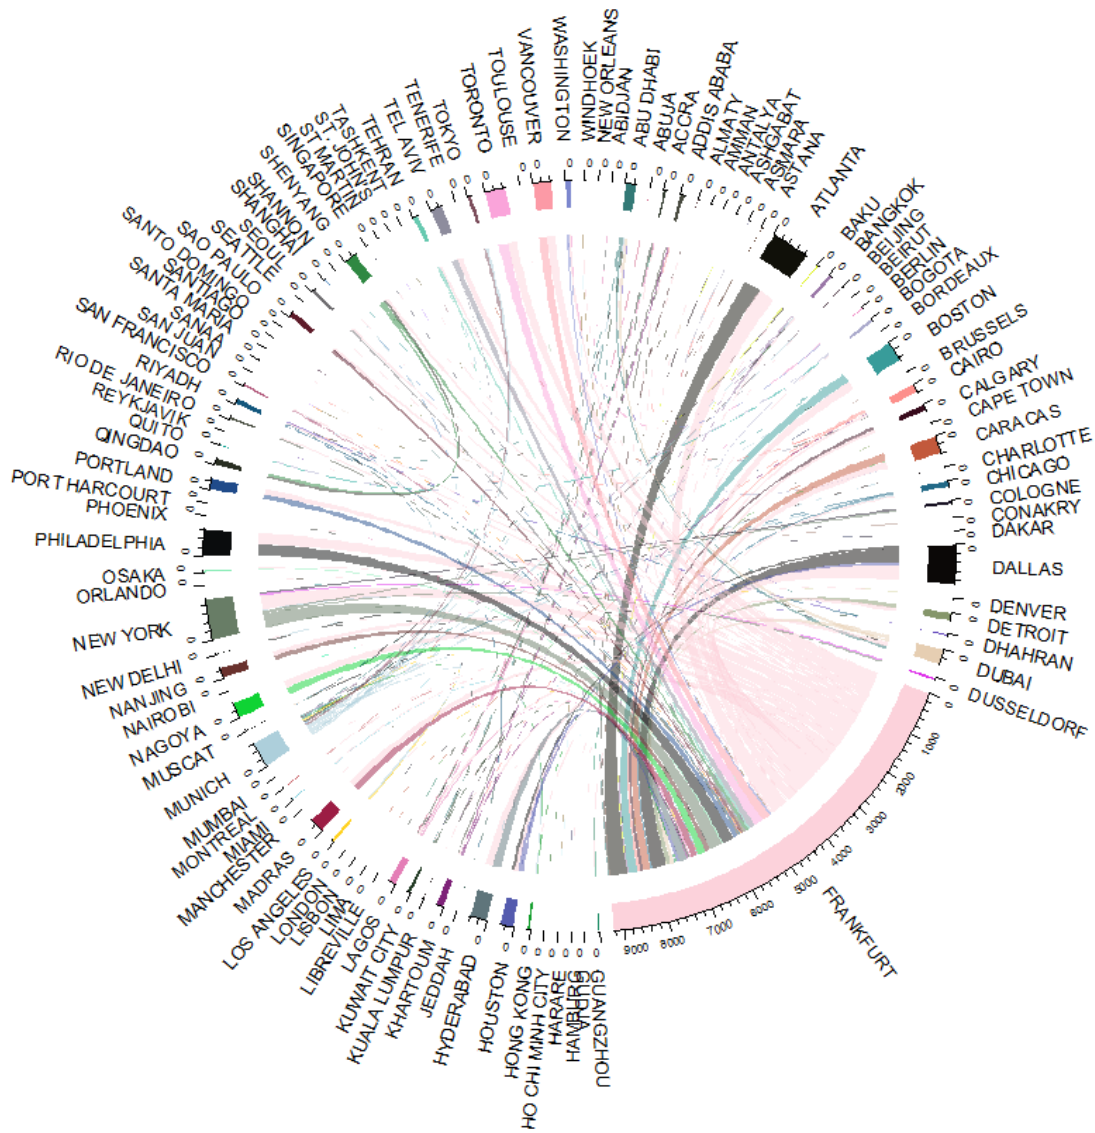 WINDHOEK
NEW ORLEANS
ABIDJAN
ABU DHABI
ABUJA
ACCRA
ADDIS ABABA
ALMATY
AMMAN
ANTALYA
ASHGABAT
ASMARA
ASTANA
ATLANTA
BAKU
BANGKOK
BEIJING
BEIRUT
BERLIN
BOGOTA
BORDEAUX
BOSTON
BRUSSELS
CAIRO
CALGARY
CAPE TOWN
CARACAS
CHARLOTTE
CHICAGO
COLOGNE
CONAKRY
DAKAR
DALLAS
DENVER
DETROIT
DHAHRAN
DUBAI
DUSSELDORF
0
1000
2000
3000
4000
5000
6000
7000
8000
9000
FRANKFURT
GUANGZHOU
HAMBURG
HARARE
HO CHI MINH CITY
HONG KONG
HOUSTON
HYDERABAD
JEDDAH
KHARTOUM
KUALA LUMPUR
KUWAIT CITY
LAGOS
LIBREVILLE
LIMA
LISBON
LONDON
LOS ANGELES
MADRAS
MANCHESTER
MIAMI
MONTREAL
MUMBAI
MUNICH
MUSCAT
NAGOYA
NAIROBI
NANJING
NEW DELHI
NEW YORK
ORLANDO
OSAKA
PHILADELPHIA
PHOENIX
PORT HARCOURT
PORTLAND
QINGDAO
QUITO
REYKJAVIK
RIO DE JANEIRO
RIYADH
SAN FRANCISCO
SAN JUAN
SANAA
SANTA MARIA
SANTIAGO
SANTO DOMINGO
SAO PAULO
SEATTLE
SEOUL
SHANGHAI
SHANNON
SHENYANG
SINGAPORE
ST MARTIN
ST. JOHNS
TASHKENT
TEHRAN
TEL AVIV
TENERIFE
TOKYO
TORONTO
TOULOUSE
VANCOUVER
WASHINGTON